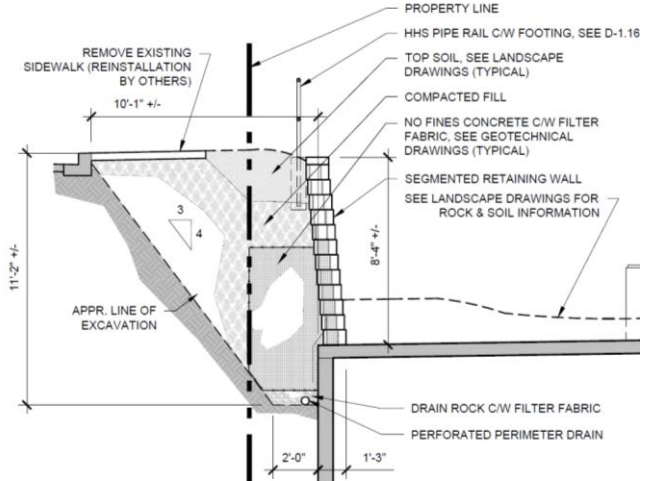 PROPERTY LINE
HHS PIPE RAIL C/W FOOTING, SEE D-1.16
REMOVE EXISTING
SIDEWALK (REINSTALLATION
BY OTHERS)
TOP SOIL, SEE LANDSCAPE
DRAWINGS (TYPICAL)
10'-1" +/-
COMPACTED FILL
NO FINES CONCRETE C/W FILTER
FABRIC, SEE GEOTECHNICAL
DRAWINGS (TYPICAL)
SEGMENTED RETAINING WALL
SEE LANDSCAPE DRAWINGS FOR
ROCK & SOIL INFORMATION
3
4
11'-2" +/-
8'-4" +/-
APPR. LINE OF
EXCAVATION
DRAIN ROCK C/W FILTER FABRIC
PERFORATED PERIMETER DRAIN
2'-0"
1'-3"